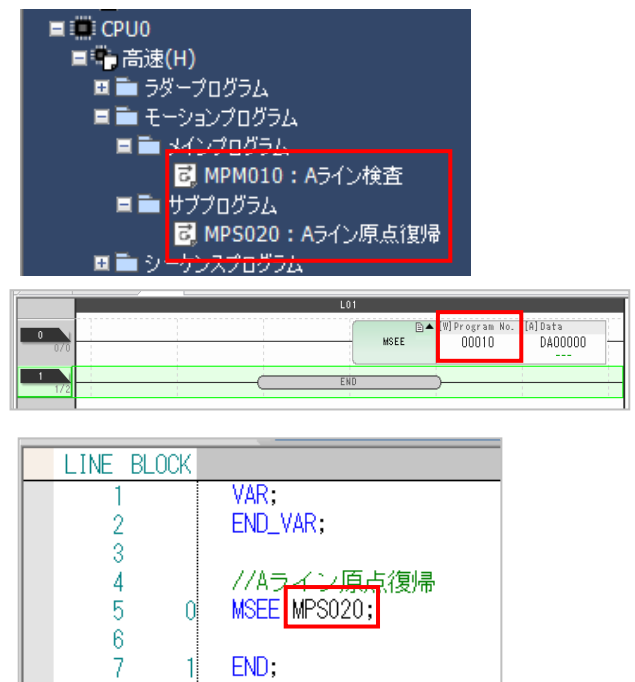 CPU0
高速(H)
ラダープログラム
モーションプログラム
メインプログラム
MPM010：Aライン検査
サブプログラム
MPS020：Aライン原点復帰
シーケンスプログラム
L01
0 0/0 MSEE [W]Program No. 00010 [A]Data DA00000 ---
1 1/2 END
LINE BLOCK
1 VAR;
2 END_VAR;
3
4 //Aライン原点復帰
5 0 MSEE MPS020;
6
7 1 END;